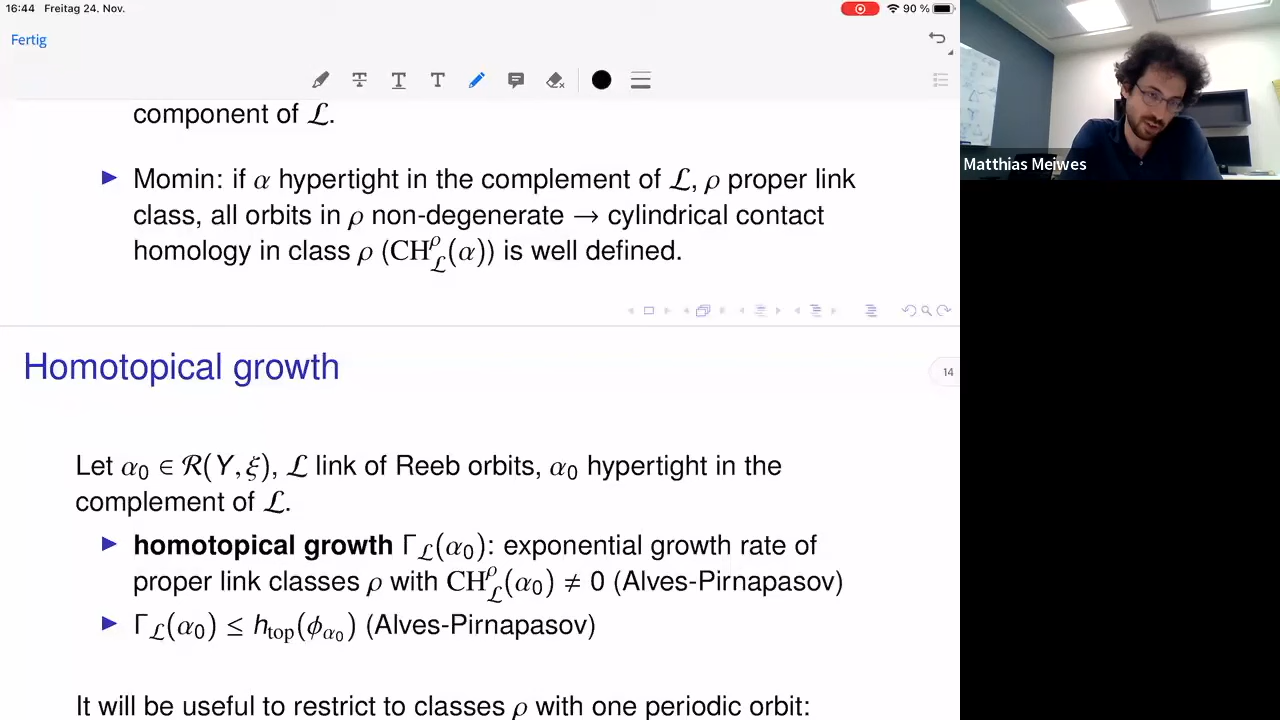 16:44 Freitag 24. Nov.
90 %
Fertig
component of ℒ.
Matthias Meiwes
▶ Momin: if α hypertight in the complement of ℒ, ρ proper link
class, all orbits in ρ non-degenerate → cylindrical contact
homology in class ρ (CH^ρ_ℒ(α)) is well defined.
Homotopical growth
14
Let α₀ ∈ ℛ(Y, ξ), ℒ link of Reeb orbits, α₀ hypertight in the
complement of ℒ.
▶ homotopical growth Γ_ℒ(α₀): exponential growth rate of
proper link classes ρ with CH^ρ_ℒ(α₀) ≠ 0 (Alves-Pirnapasov)
▶ Γ_ℒ(α₀) ≤ h_top(ϕ_α₀) (Alves-Pirnapasov)
It will be useful to restrict to classes ρ with one periodic orbit: